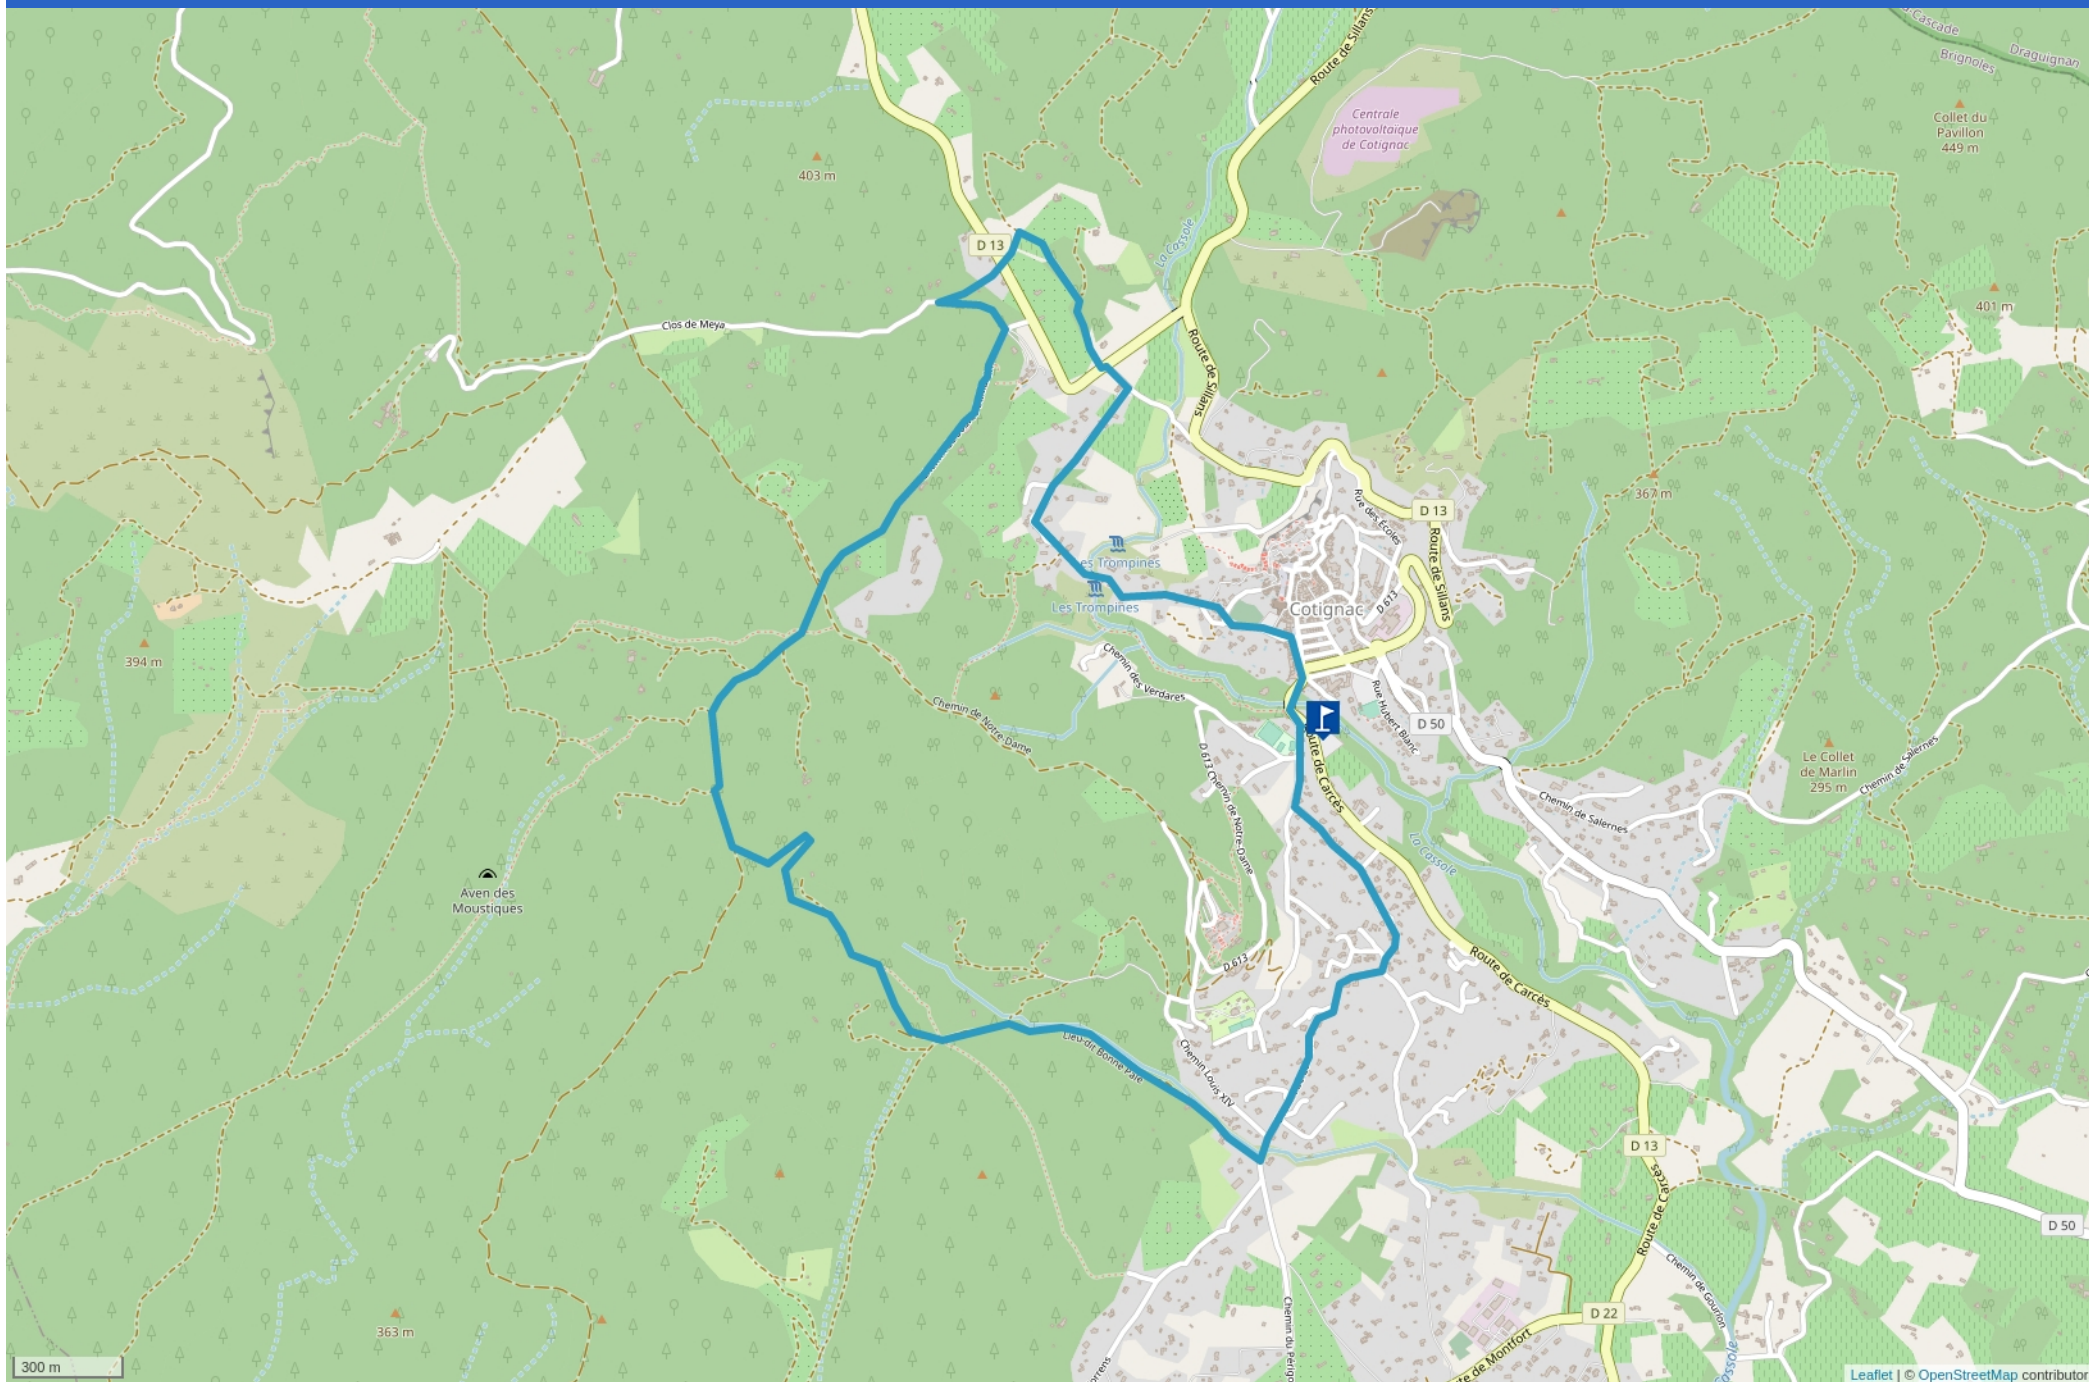 Cascade
Draguignan
Brignoles
Route de Sillans
Centrale
photovoltaïque
de Cotignac
Collet du
Pavillon
449 m
403 m
La Cassole
D 13
401 m
Clos de Meya
Route de Sillans
367 m
Rue des Écoles
D 13
Route de Sillans
Les Trompines
Les Trompines
Cotignac
D 613
394 m
Chemin des Verdares
Chemin de Notre-Dame
Rue Hubert Blanc
D 50
Route de Carcès
D 613 Chemin de Notre-Dame
Le Collet
de Marlin
295 m
Chemin de Salernes
Chemin de Salernes
La Cassole
Aven des
Moustiques
D 613
Route de Carcès
Lieu-dit Bonne Pale
Chemin Louis XIV
D 13
Route de Carcès
D 50
Chemin de Gourion
D 22
363 m
300 m
Leaflet | © OpenStreetMap contributor